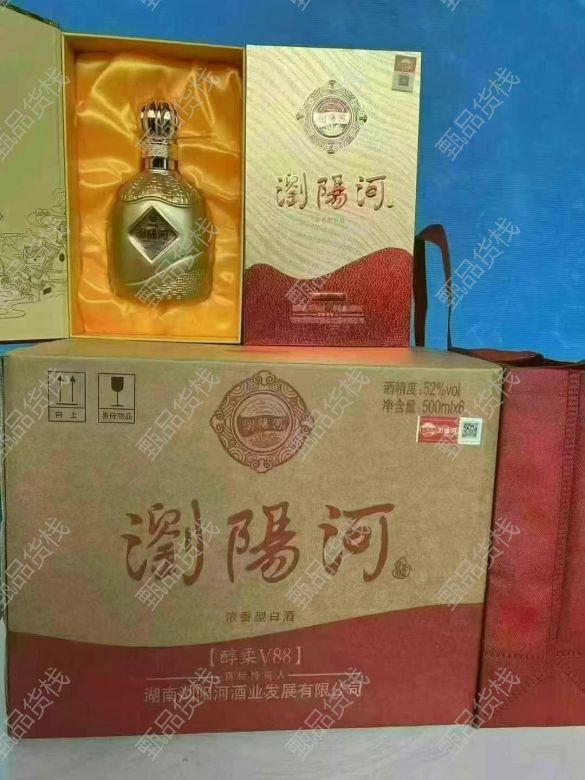 瀏陽河
瀏陽河
瀏陽河
向上
易碎物品
瀏陽河
酒精度:52%vol
净含量:500ml×6
瀏陽河
浓香型白酒
【醇柔V88】
商标持有人
湖南浏阳河酒业发展有限公司
甄品货栈